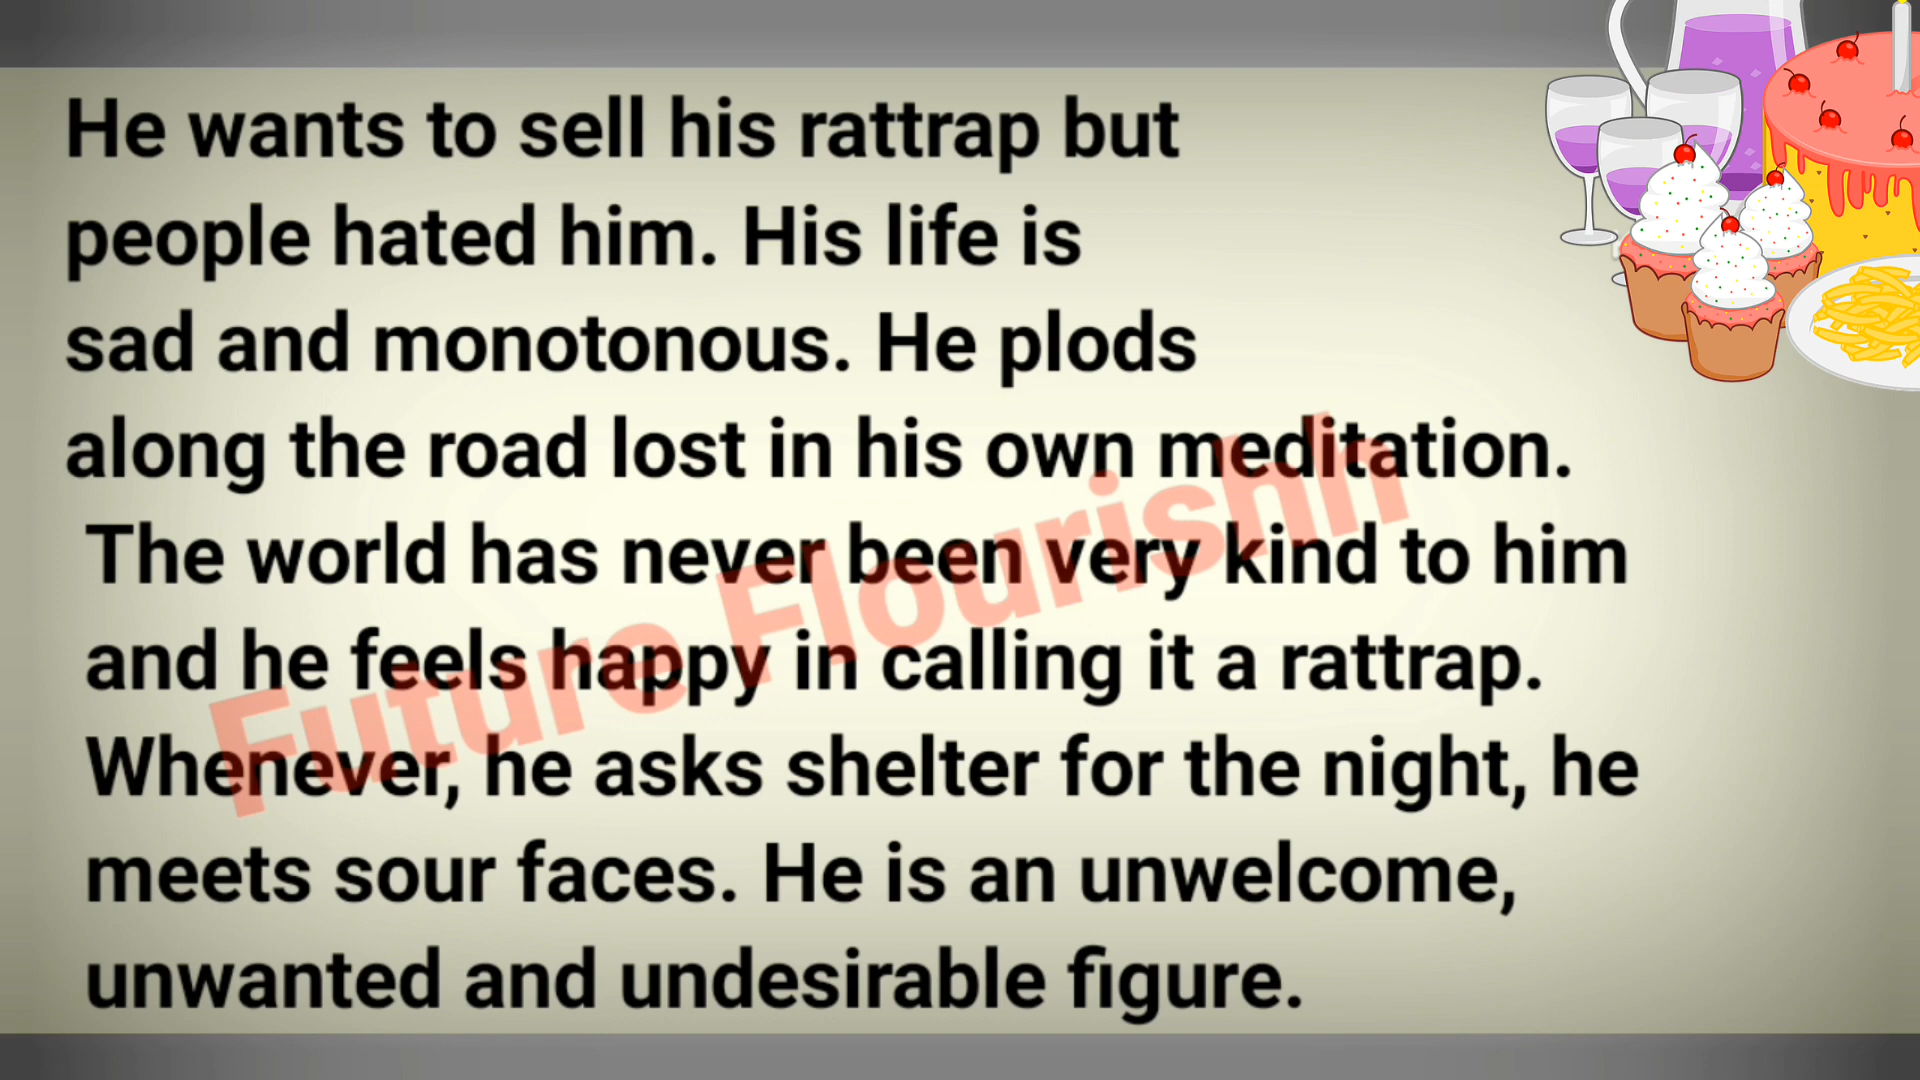 He wants to sell his rattrap but
people hated him. His life is
sad and monotonous. He plods
along the road lost in his own meditation.
The world has never been very kind to him
and he feels happy in calling it a rattrap.
Whenever, he asks shelter for the night, he
meets sour faces. He is an unwelcome,
unwanted and undesirable figure.
Future Flourishh